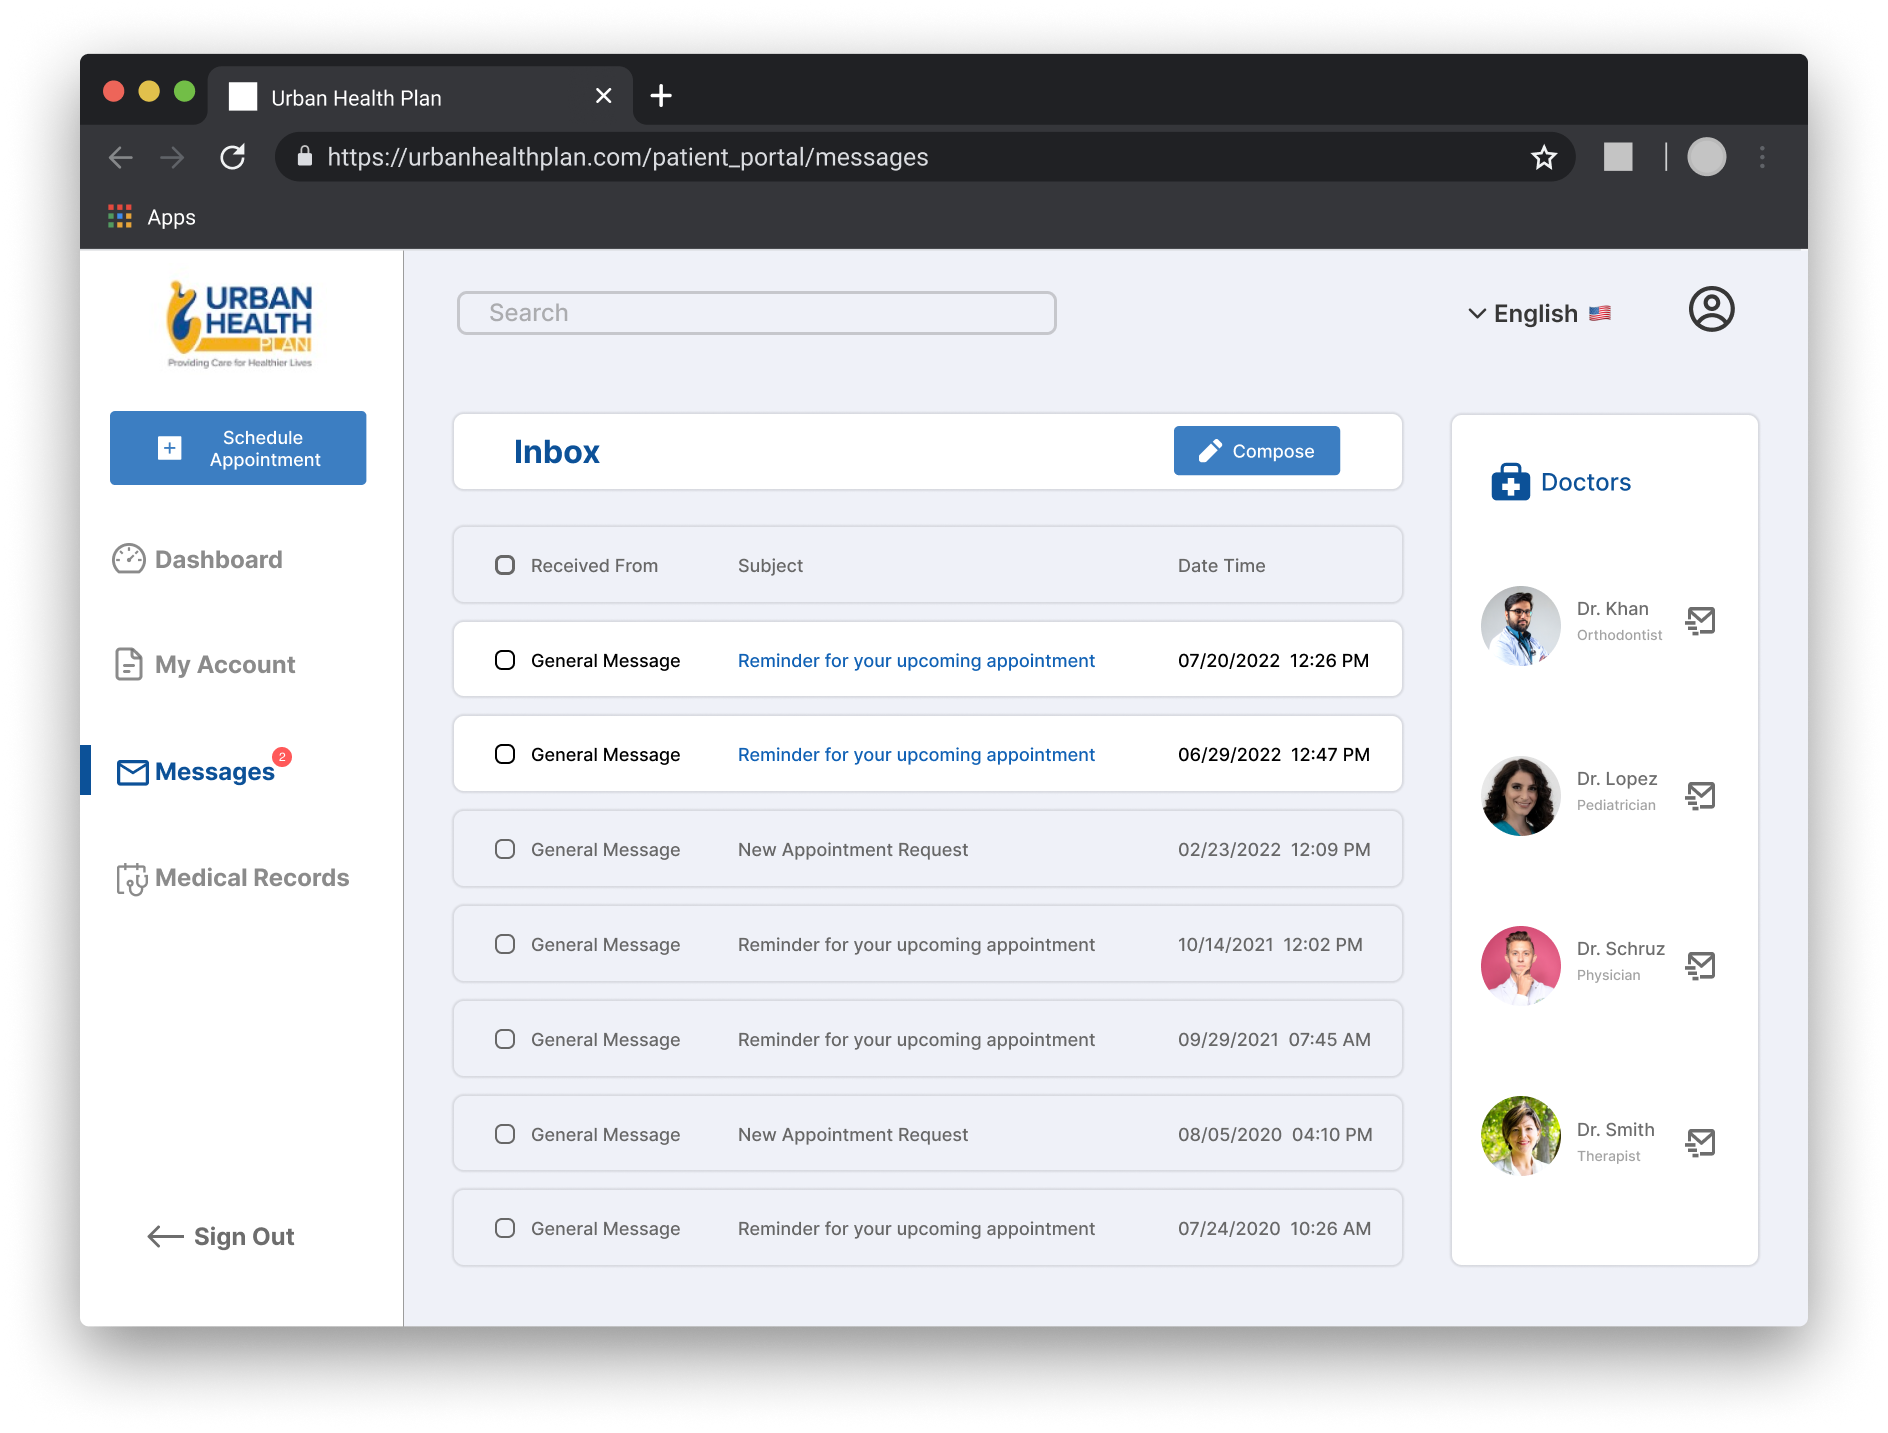 Urban Health Plan
https://urbanhealthplan.com/patient_portal/messages
Apps
URBAN
HEALTH
PLAN
Providing Care for Healthier Lives
Search
English
Schedule
Appointment
Dashboard
My Account
Messages 2
Medical Records
Sign Out
Inbox
Compose
Received From Subject Date Time
General Message Reminder for your upcoming appointment 07/20/2022 12:26 PM
General Message Reminder for your upcoming appointment 06/29/2022 12:47 PM
General Message New Appointment Request 02/23/2022 12:09 PM
General Message Reminder for your upcoming appointment 10/14/2021 12:02 PM
General Message Reminder for your upcoming appointment 09/29/2021 07:45 AM
General Message New Appointment Request 08/05/2020 04:10 PM
General Message Reminder for your upcoming appointment 07/24/2020 10:26 AM
Doctors
Dr. Khan
Orthodontist
Dr. Lopez
Pediatrician
Dr. Schruz
Physician
Dr. Smith
Therapist